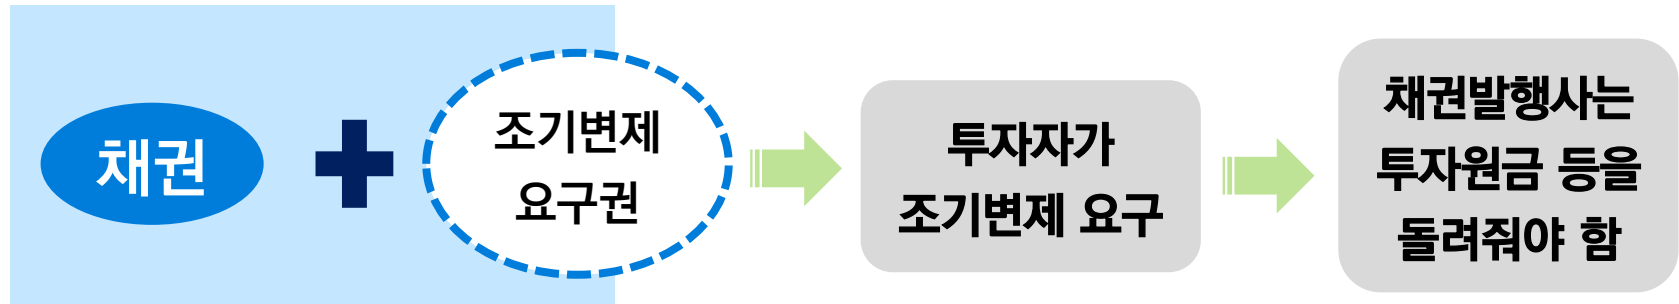 채권
조기변제
요구권
투자자가
조기변제 요구
채권발행사는
투자원금 등을
돌려줘야 함